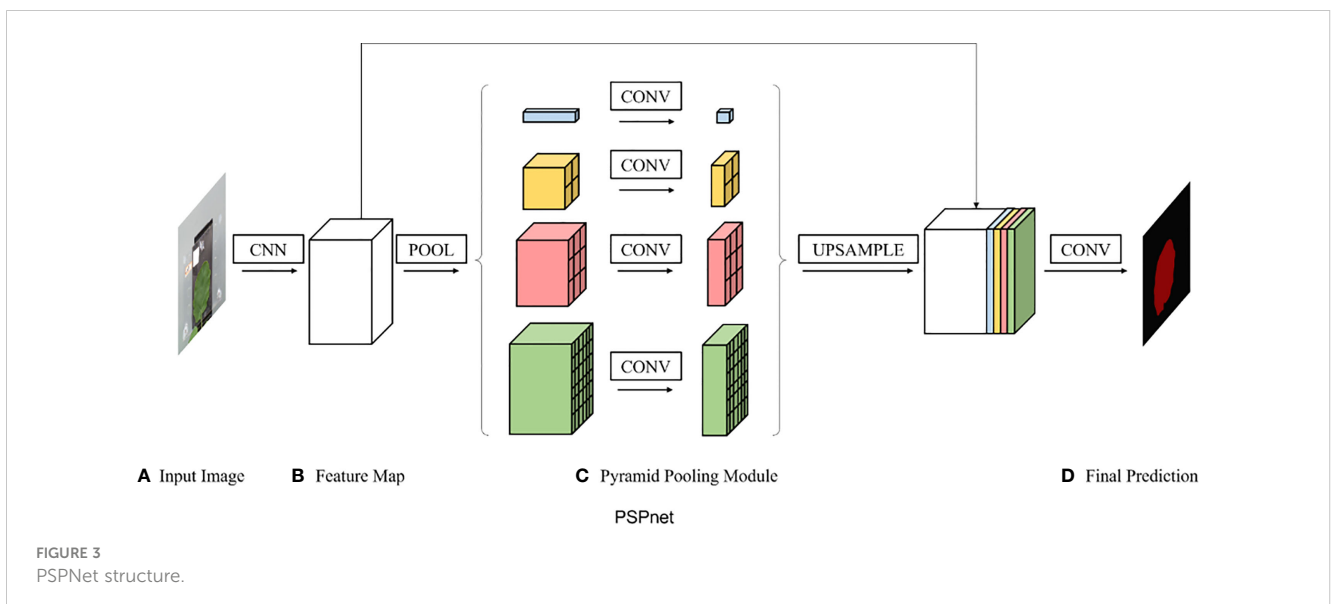 CONV
CONV
CNN
POOL
CONV
UPSAMPLE
CONV
CONV
A Input Image
B Feature Map
C Pyramid Pooling Module
D Final Prediction
PSPnet
FIGURE 3
PSPNet structure.